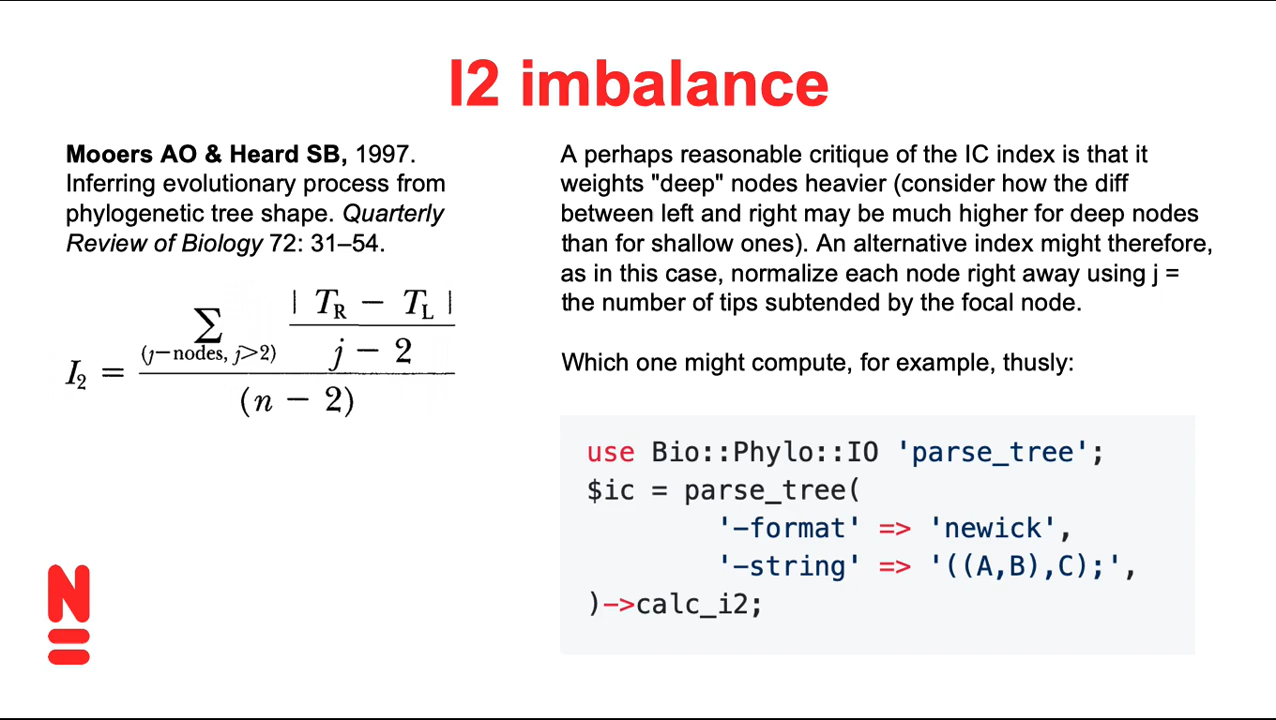 I2 imbalance
Mooers AO & Heard SB, 1997.
Inferring evolutionary process from
phylogenetic tree shape. Quarterly
Review of Biology 72: 31–54.
| T_R − T_L |
∑ (j−nodes, j>2) j − 2
I_2 =
(n − 2)
A perhaps reasonable critique of the IC index is that it
weights "deep" nodes heavier (consider how the diff
between left and right may be much higher for deep nodes
than for shallow ones). An alternative index might therefore,
as in this case, normalize each node right away using j =
the number of tips subtended by the focal node.
Which one might compute, for example, thusly:
use Bio::Phylo::IO 'parse_tree';
$ic = parse_tree(
'-format' => 'newick',
'-string' => '((A,B),C);',
)->calc_i2;
N